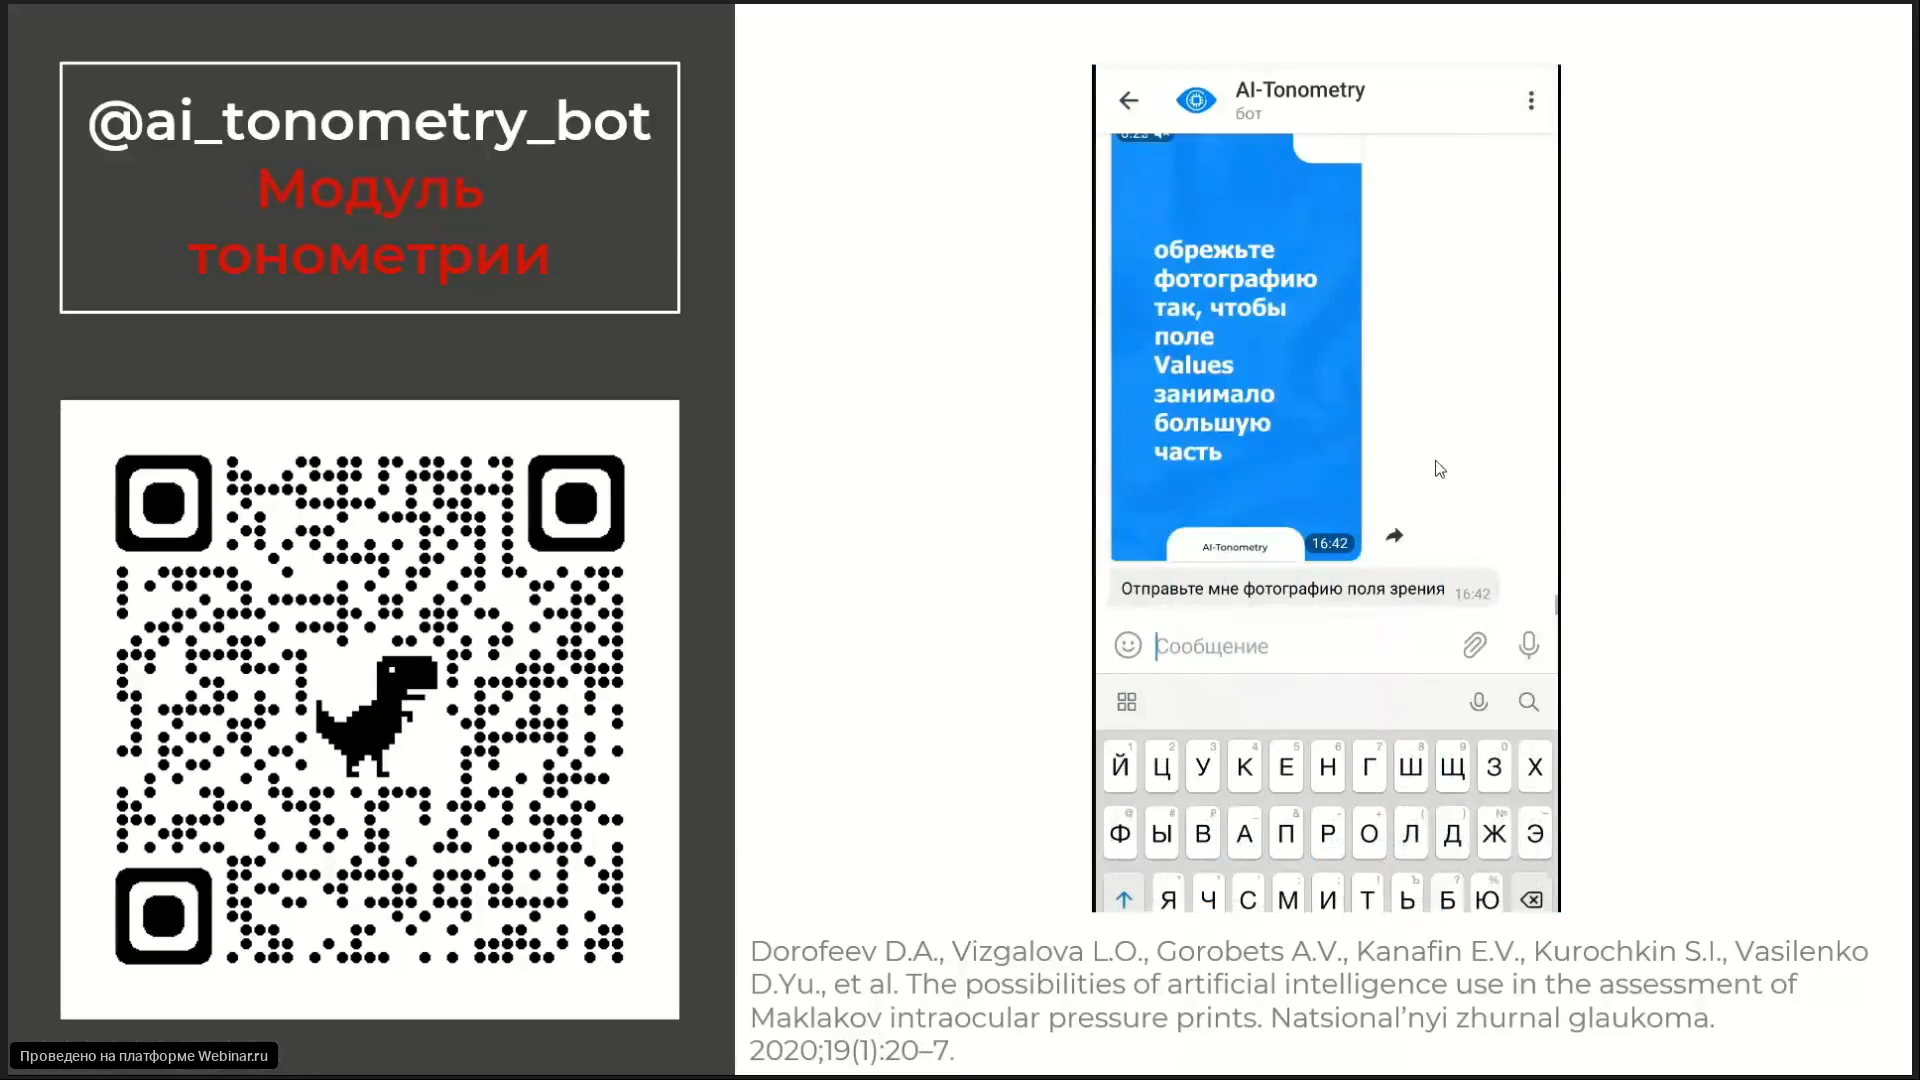 @ai_tonometry_bot
Модуль
тонометрии
AI-Tonometry
бот
обрежьте
фотографию
так, чтобы
поле
Values
занимало
большую
часть
AI-Tonometry
16:42
Отправьте мне фотографию поля зрения 16:42
Сообщение
Й Ц У К Е Н Г Ш Щ З Х
Ф Ы В А П Р О Л Д Ж Э
Я Ч С М И Т Ь Б Ю
Dorofeev D.A., Vizgalova L.O., Gorobets A.V., Kanafin E.V., Kurochkin S.I., Vasilenko
D.Yu., et al. The possibilities of artificial intelligence use in the assessment of
Maklakov intraocular pressure prints. Natsional’nyi zhurnal glaukoma.
2020;19(1):20–7.
Проведено на платформе Webinar.ru